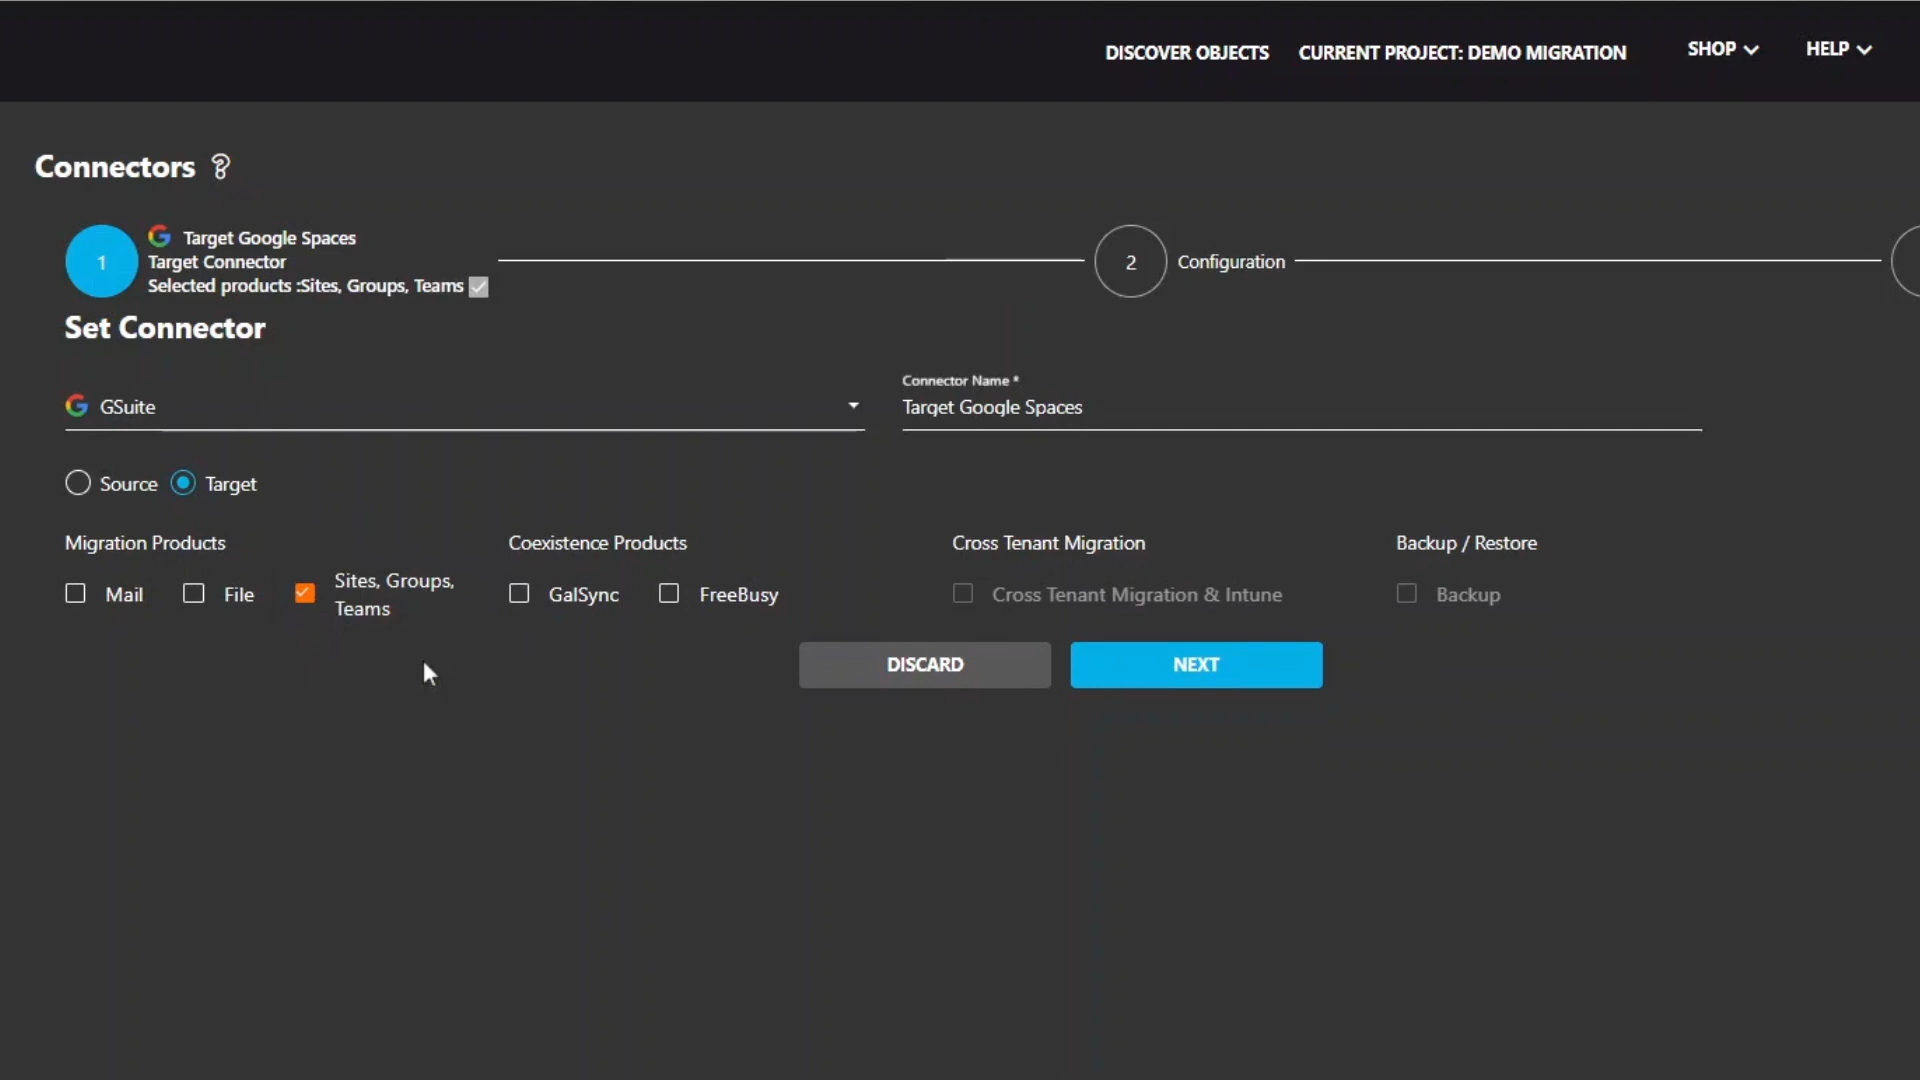 DISCOVER OBJECTS CURRENT PROJECT: DEMO MIGRATION SHOP HELP
Connectors
1
Target Google Spaces
Target Connector
Selected products :Sites, Groups, Teams
2 Configuration
Set Connector
GSuite
Connector Name *
Target Google Spaces
Source Target
Migration Products
Mail File Sites, Groups,
Teams
Coexistence Products
GalSync FreeBusy
Cross Tenant Migration
Cross Tenant Migration & Intune
Backup / Restore
Backup
DISCARD NEXT